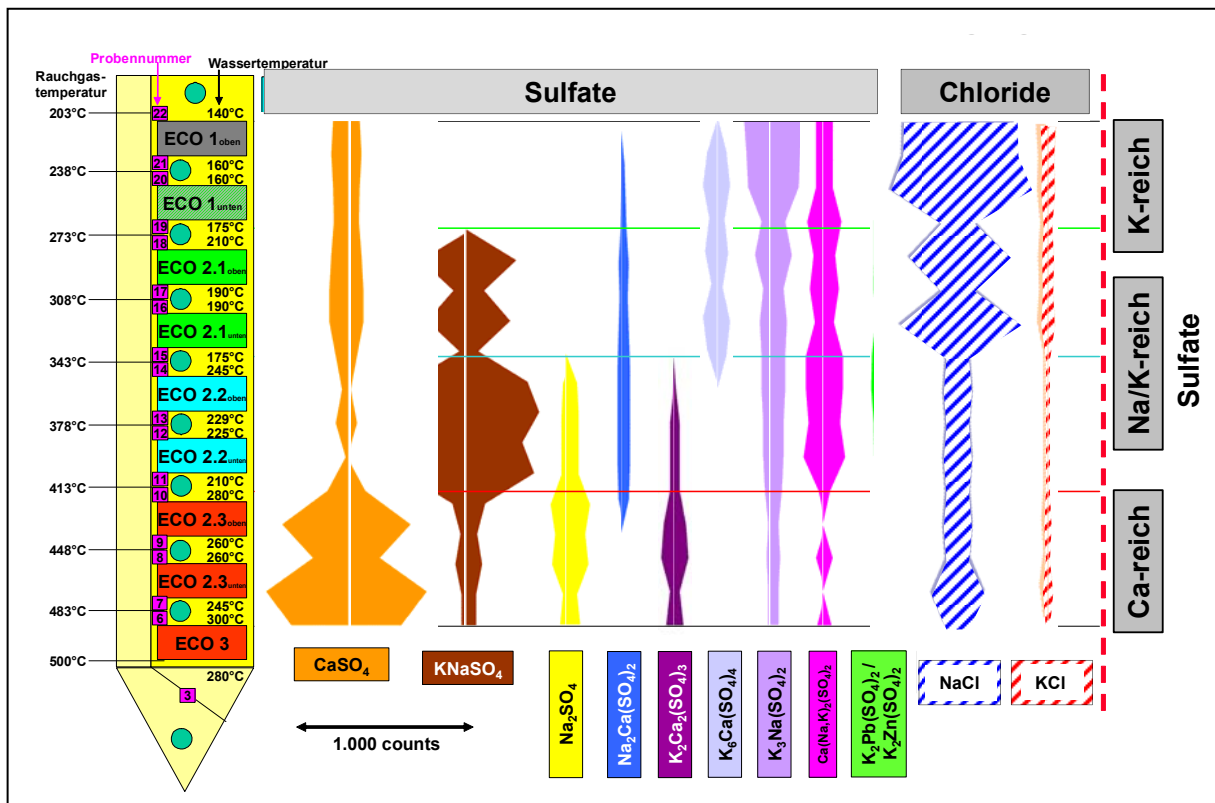 Probennummer
Wassertemperatur
Rauchgas-
temperatur
Sulfate
Chloride
203°C
22
140°C
ECO 1oben
21
160°C
238°C
20
160°C
ECO 1unten
19
175°C
273°C
18
210°C
ECO 2.1oben
17
190°C
308°C
16
190°C
ECO 2.1unten
15
175°C
343°C
14
245°C
ECO 2.2oben
13
229°C
378°C
12
225°C
ECO 2.2unten
11
210°C
413°C
10
280°C
ECO 2.3oben
9
260°C
448°C
8
260°C
ECO 2.3unten
7
245°C
483°C
6
300°C
ECO 3
500°C
280°C
3
K-reich
Na/K-reich
Ca-reich
Sulfate
CaSO4
KNaSO4
Na2SO4
Na2Ca(SO4)2
K2Ca2(SO4)3
K6Ca(SO4)4
K3Na(SO4)2
Ca(Na,K)2(SO4)2
K2Pb(SO4)2 /
K2Zn(SO4)2
NaCl
KCl
1.000 counts